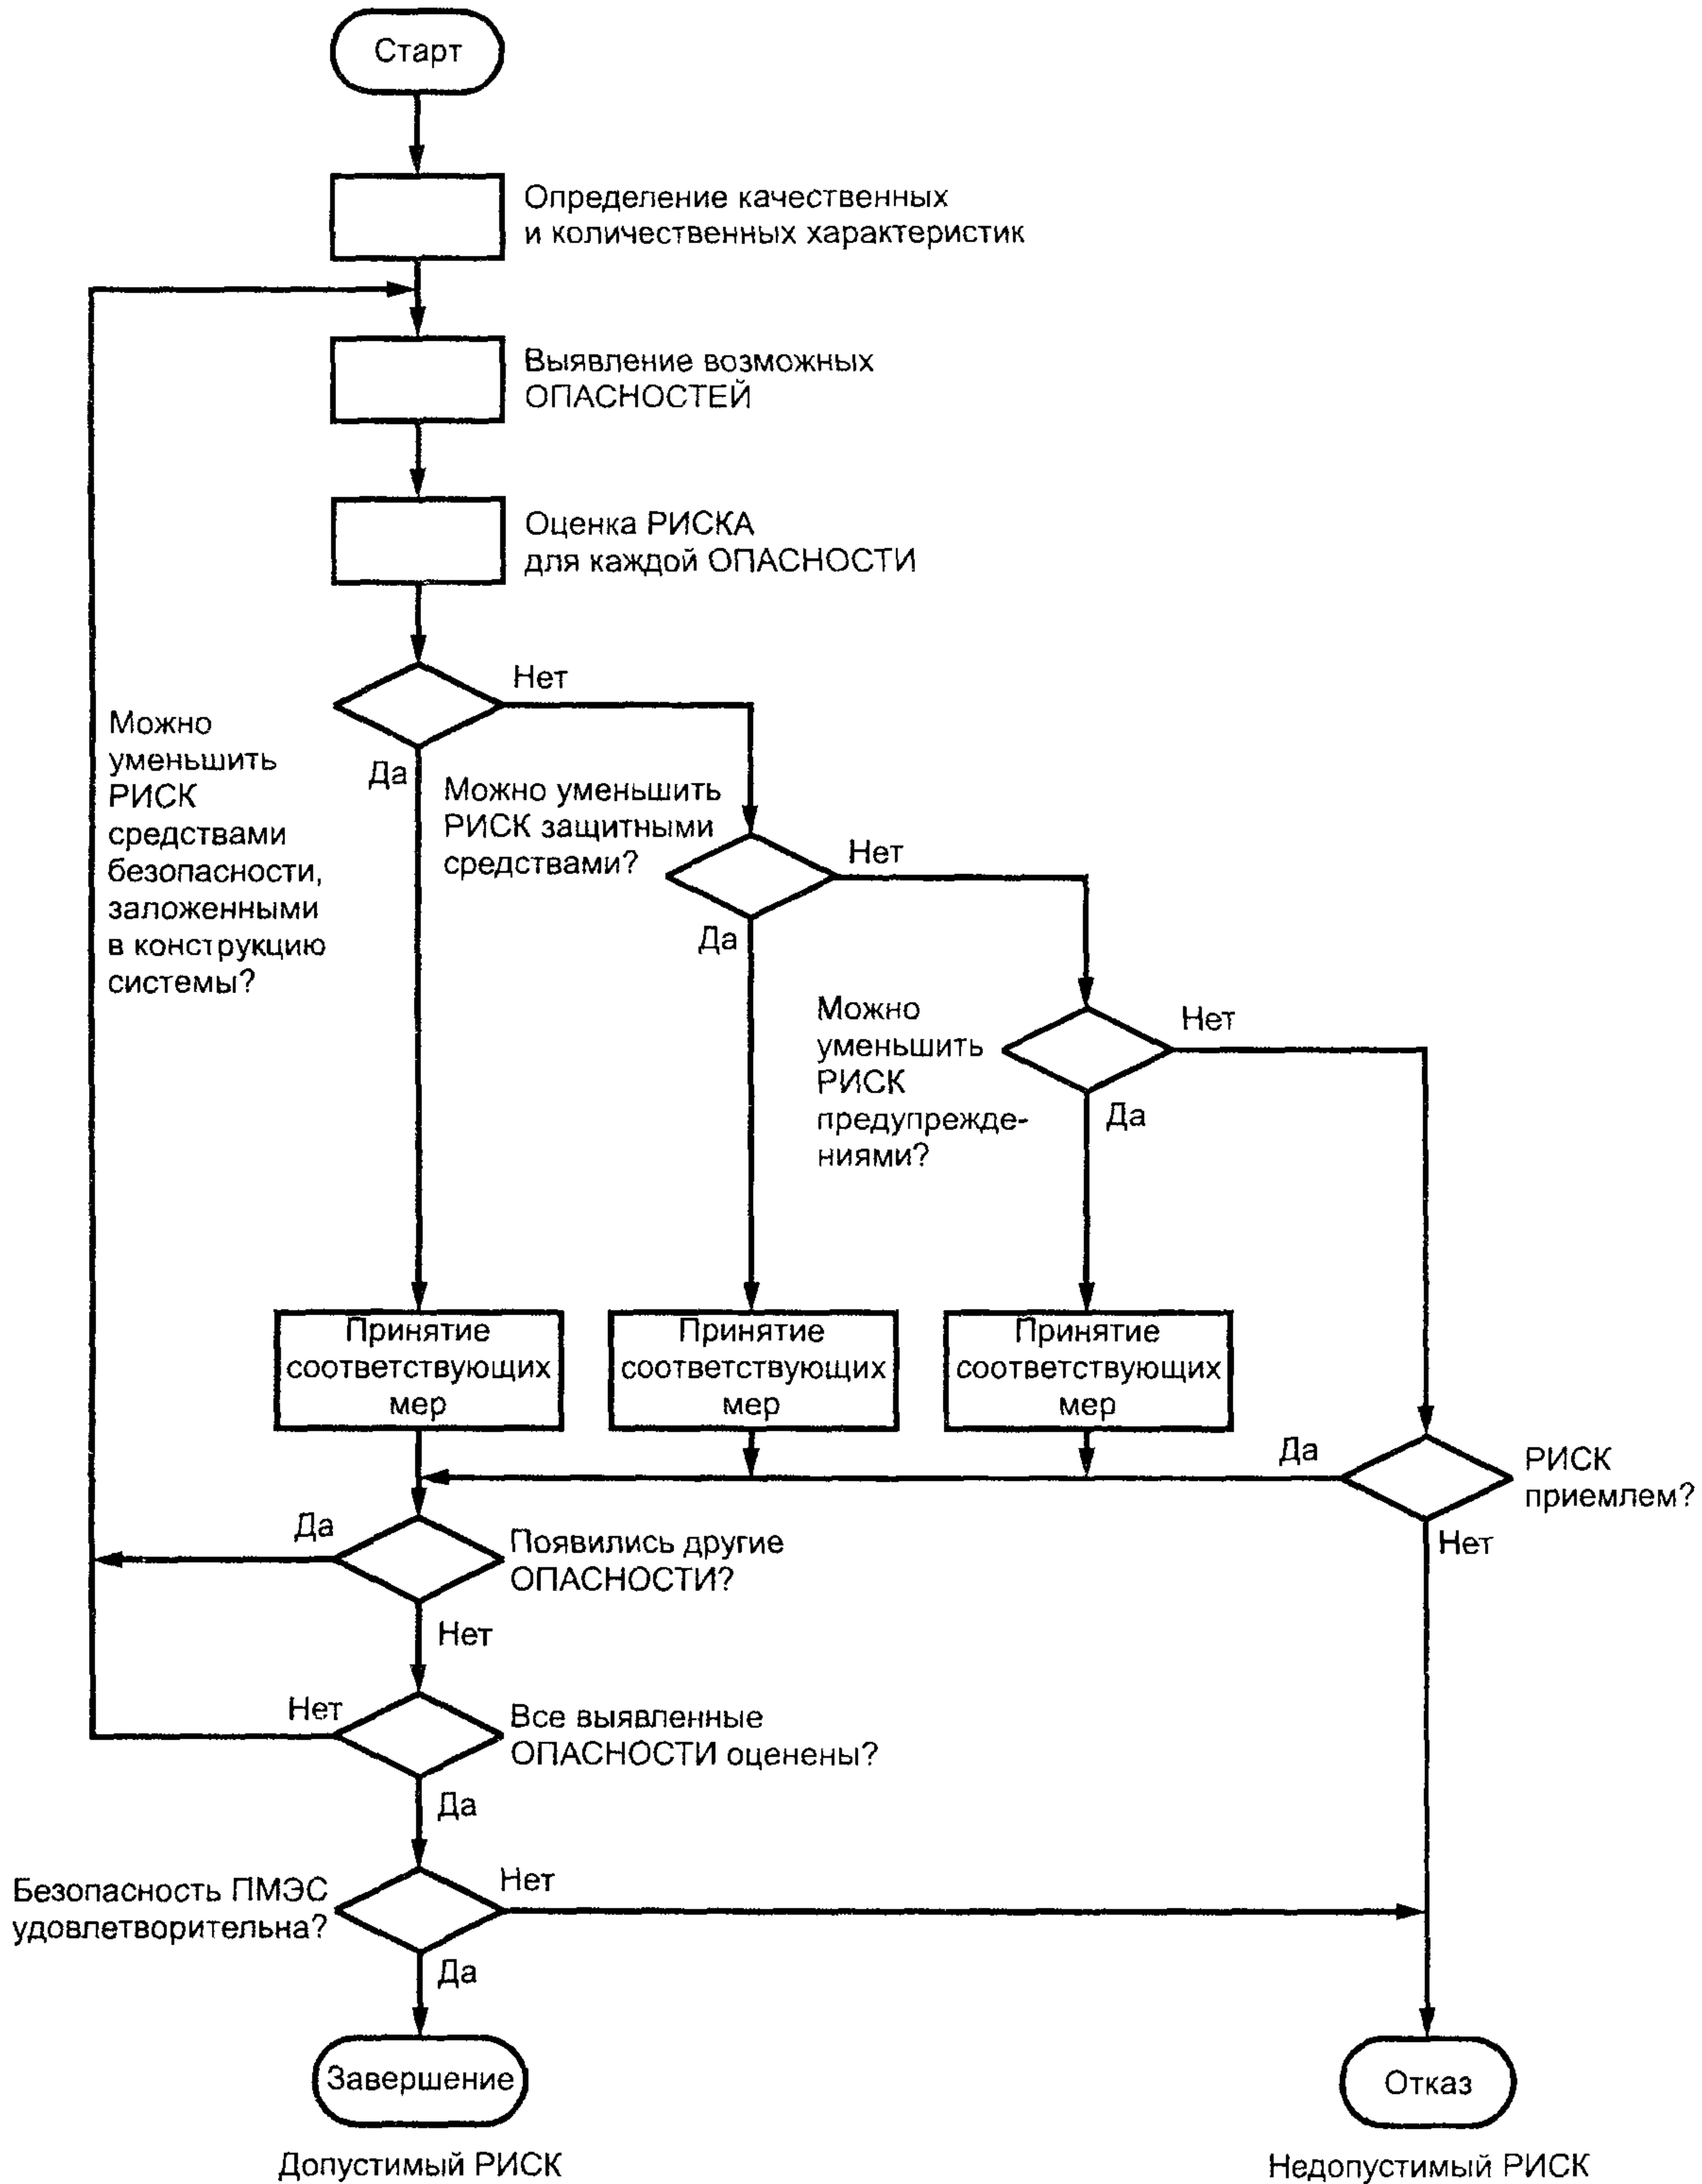 Старт
Определение качественных
и количественных характеристик
Выявление возможных
ОПАСНОСТЕЙ
Оценка РИСКА
для каждой ОПАСНОСТИ
Нет
Да
Можно
уменьшить
РИСК
средствами
безопасности,
заложенными
в конструкцию
системы?
Можно уменьшить
РИСК защитными
средствами?
Нет
Да
Можно
уменьшить
РИСК
предупрежде-
ниями?
Нет
Да
Принятие
соответствующих
мер
Принятие
соответствующих
мер
Принятие
соответствующих
мер
Да
РИСК
приемлем?
Нет
Да
Появились другие
ОПАСНОСТИ?
Нет
Нет
Все выявленные
ОПАСНОСТИ оценены?
Да
Безопасность ПМЭС
удовлетворительна?
Нет
Да
Завершение
Отказ
Допустимый РИСК
Недопустимый РИСК